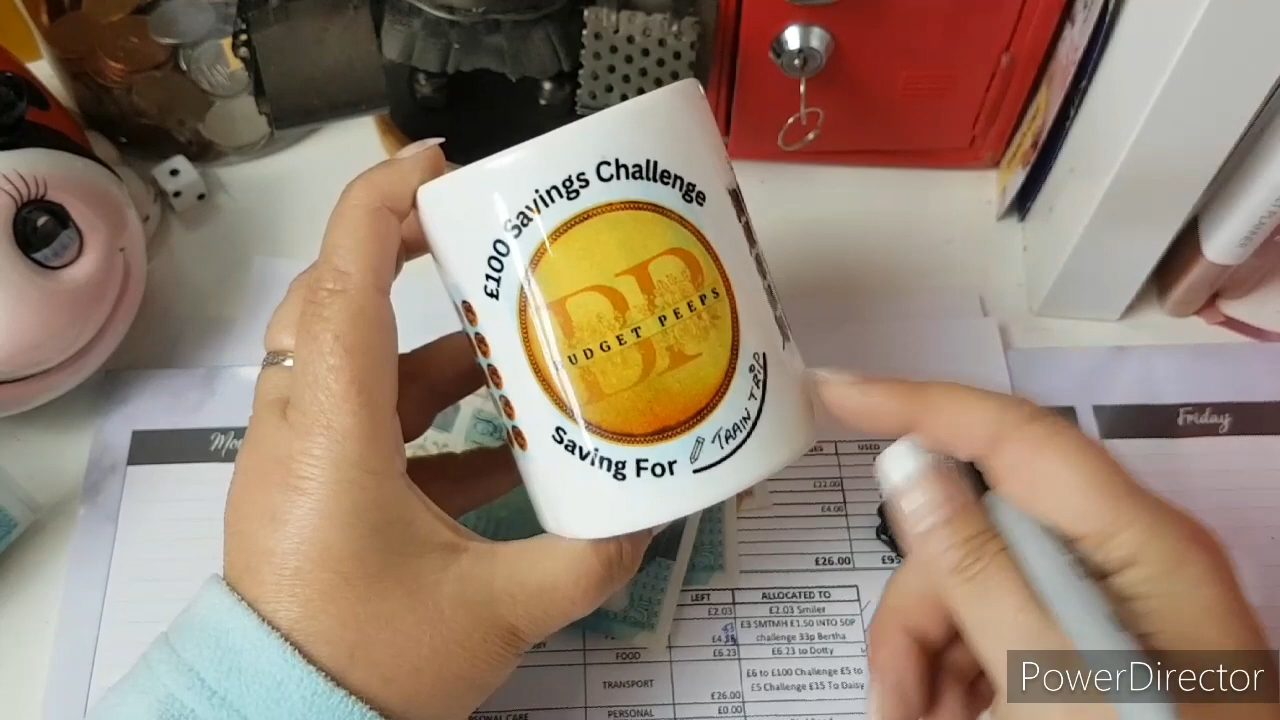 £100 Savings Challenge
BP
BUDGET PEEPS
Saving For TRAIN TRIP
Friday
USED
£22.00
£4.00
£26.00
LEFT ALLOCATED TO
£2.03 £2.03 Smiler
£3 SMTMH £1.50 INTO 50P
challenge 33p Bertha
FOOD £6.23 £6.23 to Dotty
TRANSPORT £26.00 £6 to £100 Challenge £5 to
£5 Challenge £15 To Daisy
PERSONAL £0.00
PowerDirector